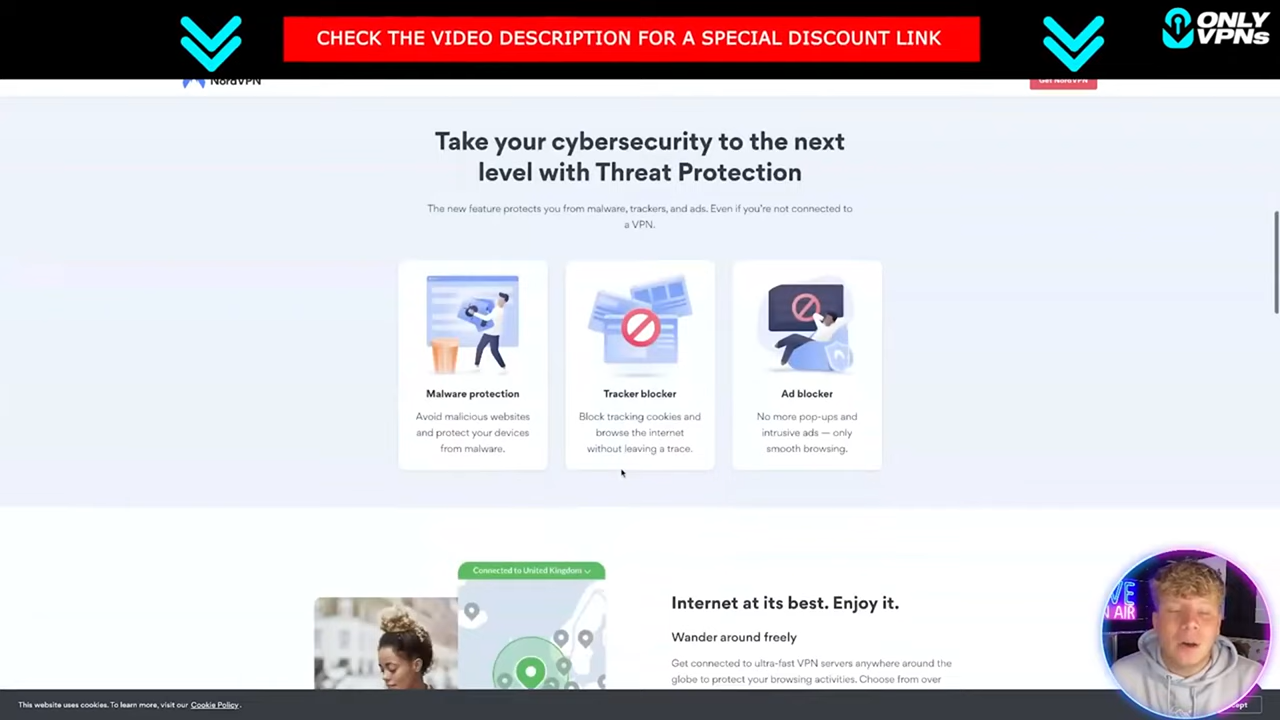 CHECK THE VIDEO DESCRIPTION FOR A SPECIAL DISCOUNT LINK
ONLY
VPNs
NordVPN
Get NordVPN
Take your cybersecurity to the next
level with Threat Protection
The new feature protects you from malware, trackers, and ads. Even if you're not connected to
a VPN.
Malware protection
Avoid malicious websites
and protect your devices
from malware.
Tracker blocker
Block tracking cookies and
browse the internet
without leaving a trace.
Ad blocker
No more pop-ups and
intrusive ads — only
smooth browsing.
Connected to United Kingdom
Internet at its best. Enjoy it.
Wander around freely
Get connected to ultra-fast VPN servers anywhere around the
globe to protect your browsing activities. Choose from over
AIR
This website uses cookies. To learn more, visit our Cookie Policy.